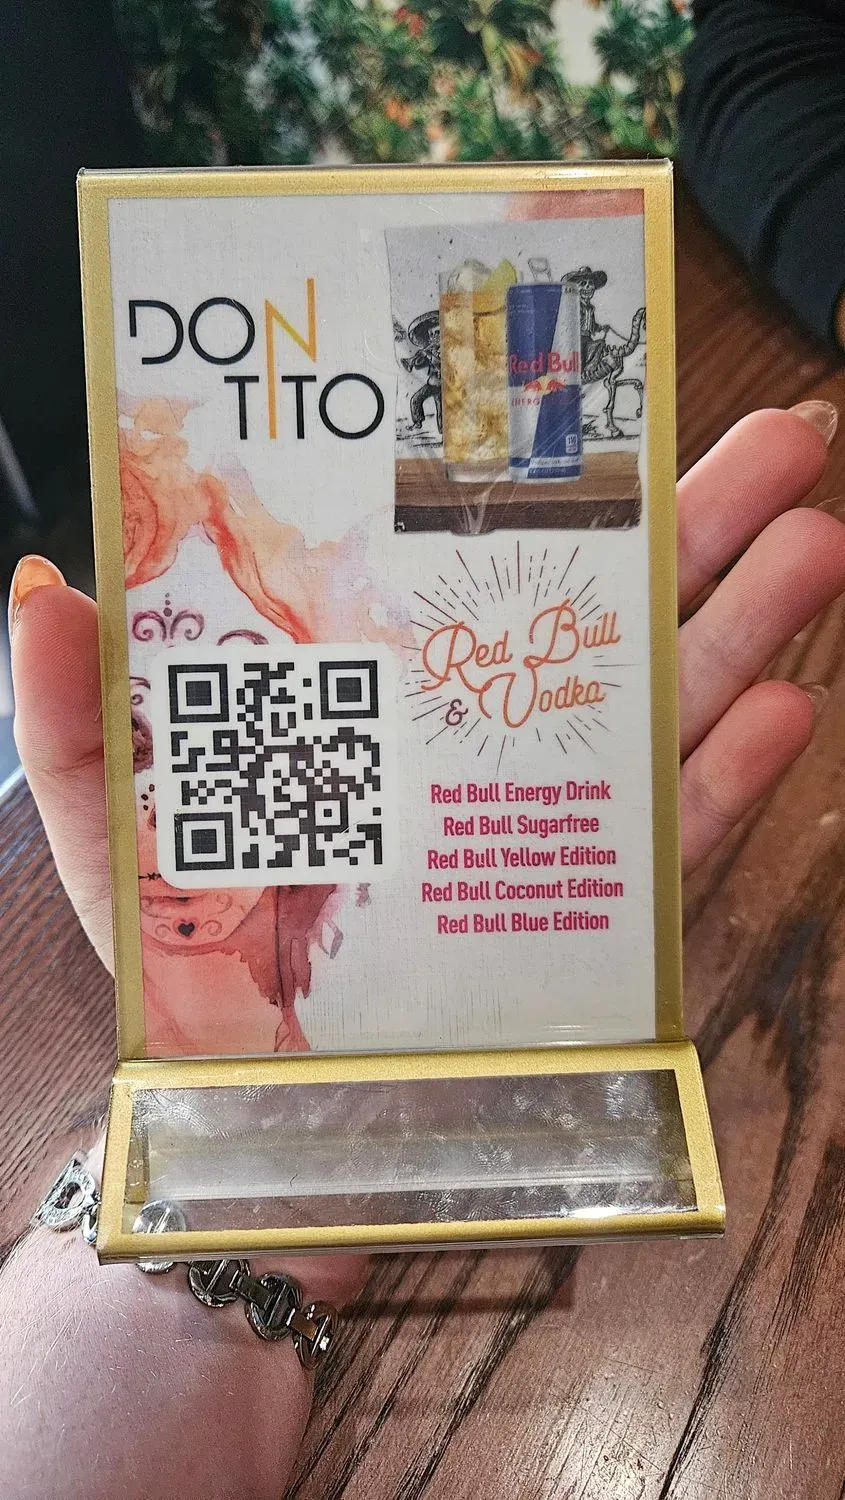 DON
TITO
Red Bull
ENERGY
Red Bull
& Vodka
Red Bull Energy Drink
Red Bull Sugarfree
Red Bull Yellow Edition
Red Bull Coconut Edition
Red Bull Blue Edition